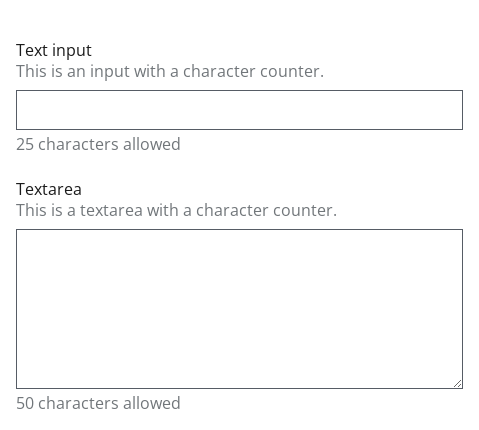 Text input
This is an input with a character counter.
25 characters allowed
Textarea
This is a textarea with a character counter.
50 characters allowed